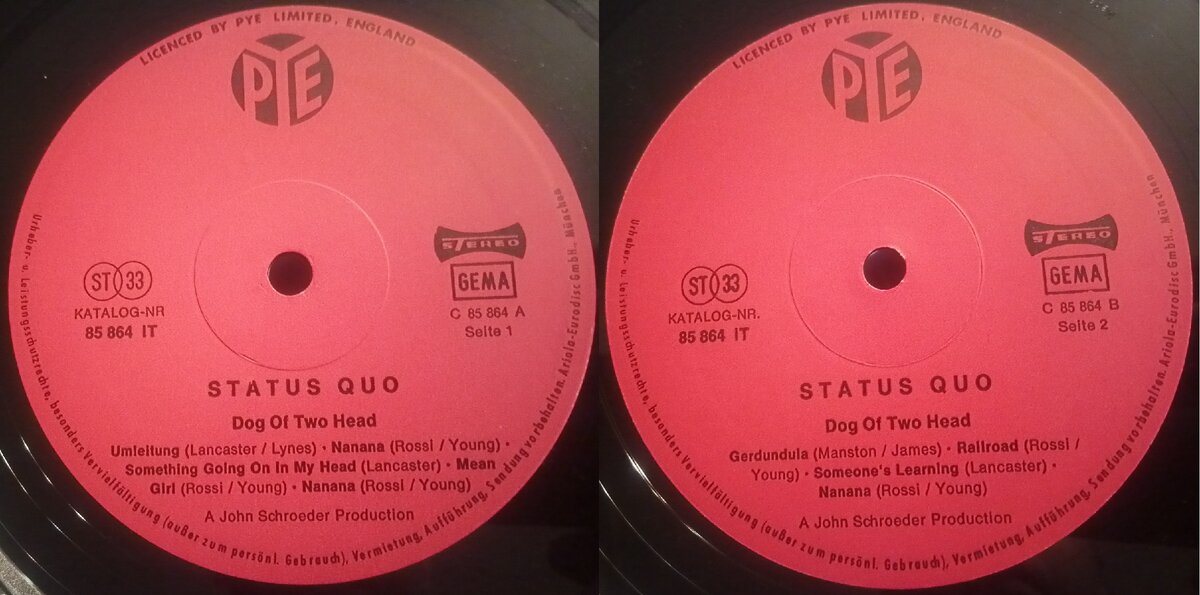 LICENCED BY PYE LIMITED, ENGLAND
PYE
STEREO
GEMA
ST 33
KATALOG-NR
85 864 IT
C 85 864 A
Seite 1
STATUS QUO
Dog Of Two Head
Umleitung (Lancaster / Lynes) · Nanana (Rossi / Young) ·
Something Going On In My Head (Lancaster) · Mean
Girl (Rossi / Young) · Nanana (Rossi / Young)
A John Schroeder Production
Urheber- u. Leistungsschutzrechte, besonders Vervielfältigung (außer zum persönl. Gebrauch), Vermietung, Aufführung, Sendung vorbehalten. Ariola-Eurodisc GmbH., München
LICENCED BY PYE LIMITED, ENGLAND
PYE
STEREO
GEMA
ST 33
KATALOG-NR.
85 864 IT
C 85 864 B
Seite 2
STATUS QUO
Dog Of Two Head
Gerdundula (Manston / James) · Railroad (Rossi /
Young) · Someone's Learning (Lancaster) ·
Nanana (Rossi / Young)
A John Schroeder Production
Urheber- u. Leistungsschutzrechte, besonders Vervielfältigung (außer zum persönl. Gebrauch), Vermietung, Aufführung, Sendung vorbehalten. Ariola-Eurodisc GmbH., München